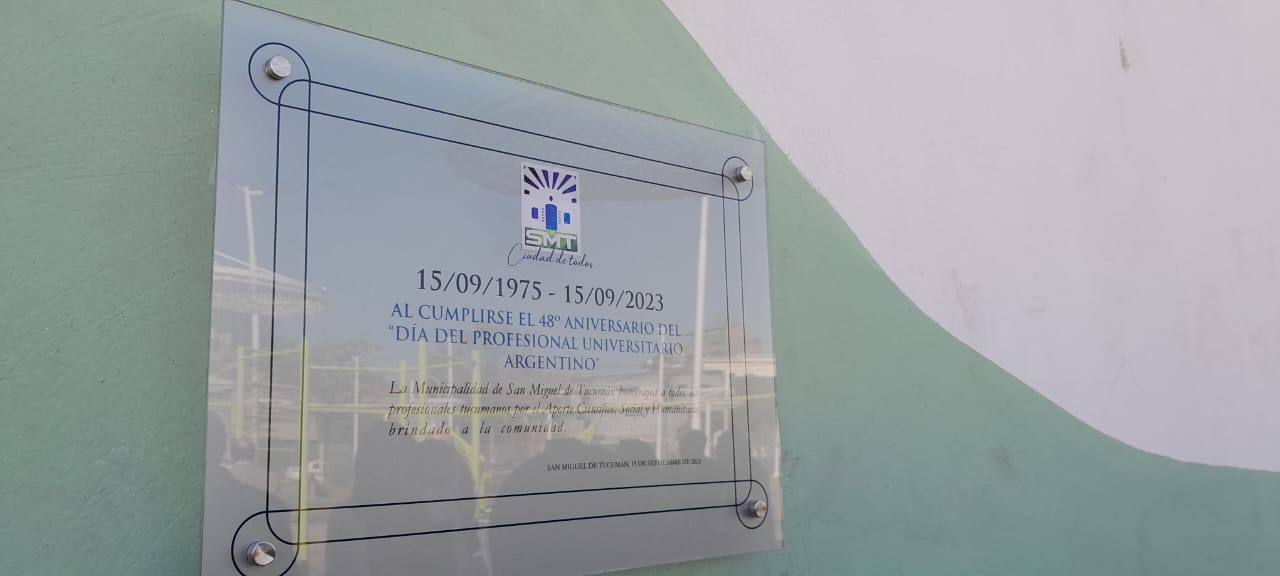 SMT
Ciudad de todos
15/09/1975 - 15/09/2023
AL CUMPLIRSE EL 48º ANIVERSARIO DEL
"DÍA DEL PROFESIONAL UNIVERSITARIO
ARGENTINO"
La Municipalidad de San Miguel de Tucumán homenajea a todos los
profesionales tucumanos por el Aporte Científico, Social y Humanitario
brindado a la comunidad.
SAN MIGUEL DE TUCUMÁN, 15 DE SEPTIEMBRE DE 2023